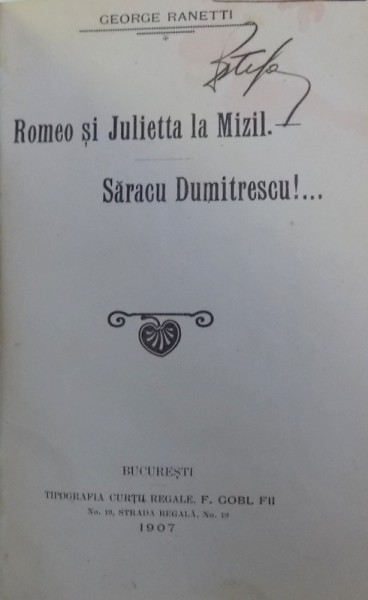 GEORGE RANETTI
Romeo și Julietta la Mizil.
Săracu Dumitrescu!...
BUCUREȘTI
TIPOGRAFIA CURȚII REGALE, F. GOBL FII
No. 19, STRADA REGALĂ, No. 19
1907